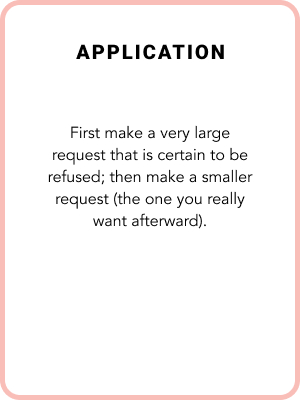 APPLICATION
First make a very large
request that is certain to be
refused; then make a smaller
request (the one you really
want afterward).